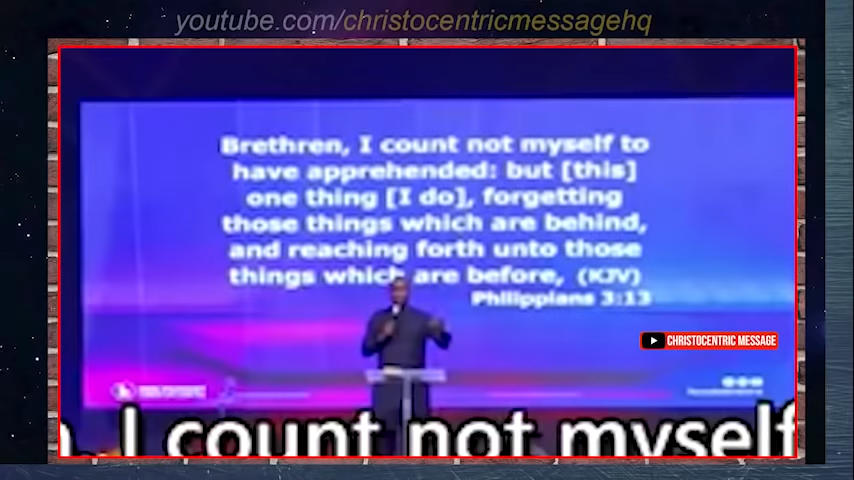 youtube.com/christocentricmessagehq
Brethren, I count not myself to
have apprehended: but [this]
one thing [I do], forgetting
those things which are behind,
and reaching forth unto those
things which are before, (KJV)
Philippians 3:13
CHRISTOCENTRIC MESSAGE
I count not myself